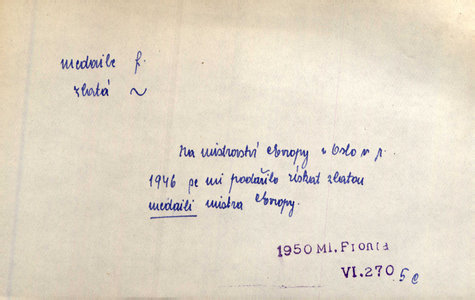 medaile f.
zlatá ~
Na mistrovství Evropy v Oslo v r.
1946 se mi podařilo získat zlatou
medaili mistra Evropy.
1950 Ml. Fronta
VI. 270 5c